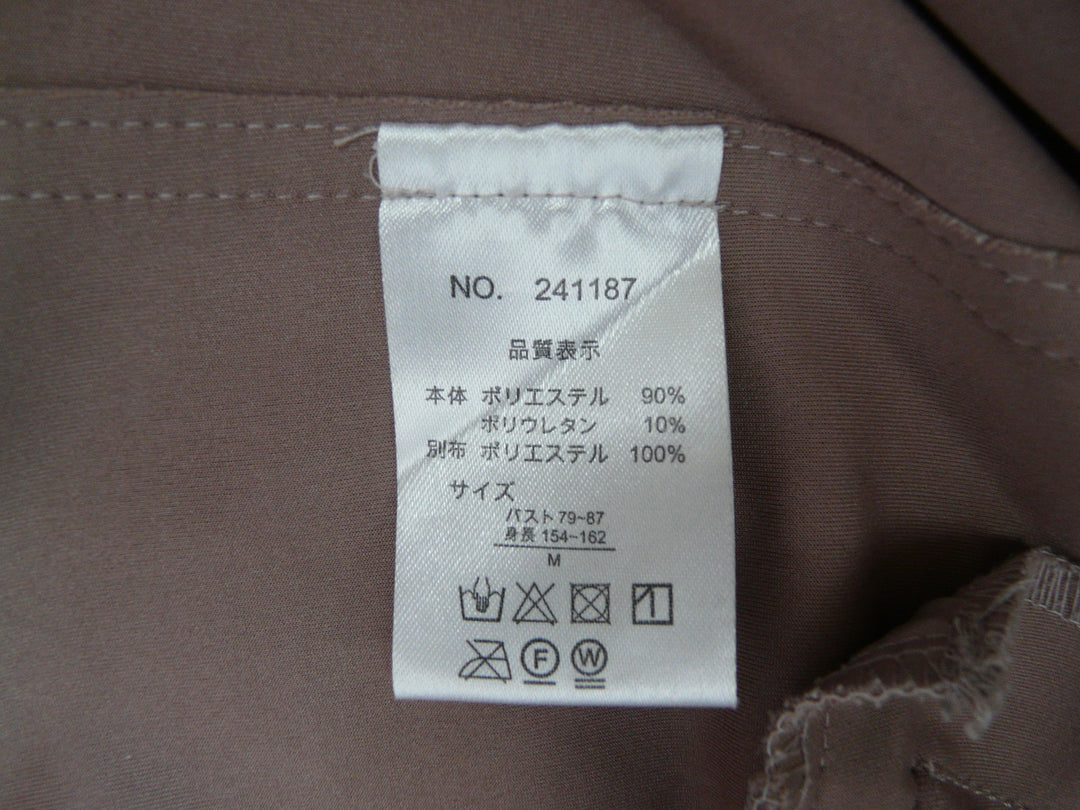 NO. 241187
品質表示
本体 ポリエステル 90%
ポリウレタン 10%
別布 ポリエステル 100%
サイズ
バスト 79~87
身長 154~162
M
F W